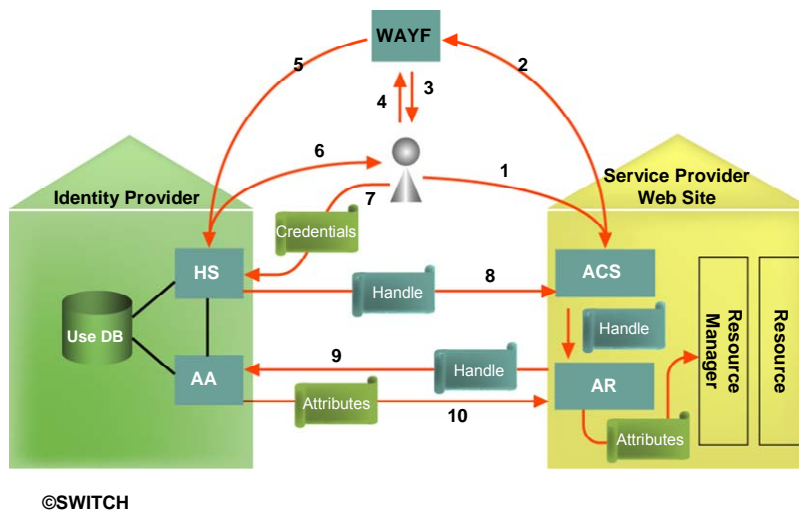 WAYF
5
2
4
3
6
1
Identity Provider
Service Provider
Web Site
7
Credentials
HS
ACS
Handle
8
Handle
Use DB
Resource
Manager
Resource
9
AA
Handle
AR
Attributes
10
Attributes
©SWITCH